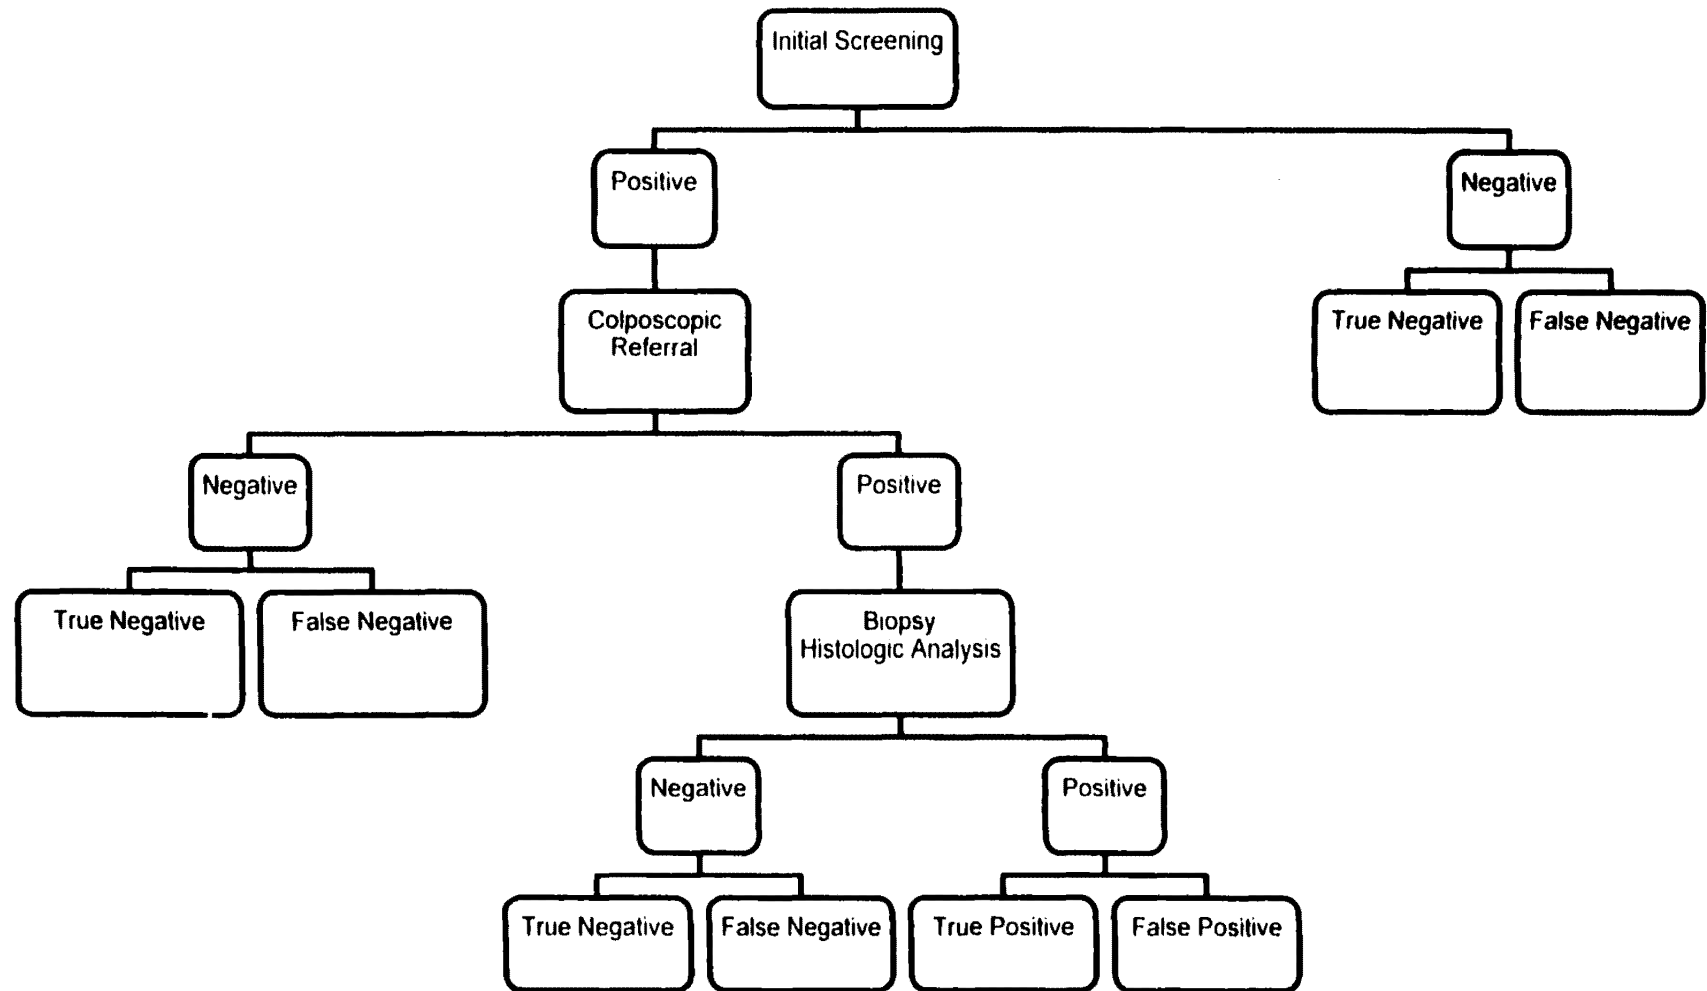 Initial Screening
Positive
Negative
Colposcopic
Referral
True Negative
False Negative
Negative
Positive
True Negative
False Negative
Biopsy
Histologic Analysis
Negative
Positive
True Negative
False Negative
True Positive
False Positive